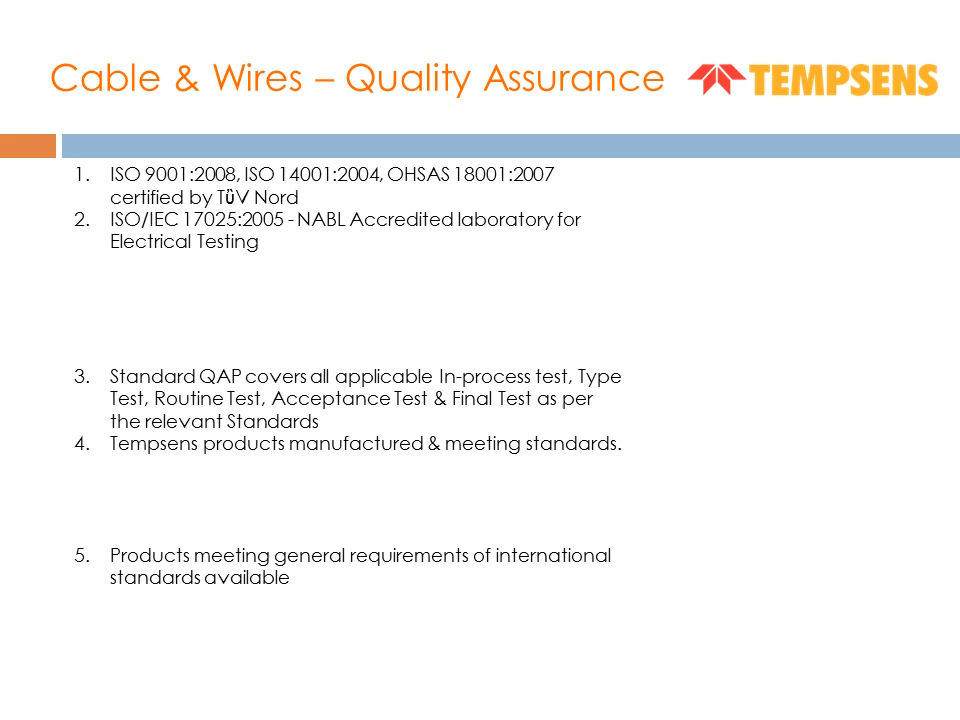 Cable & Wires – Quality Assurance
TEMPSENS
1. ISO 9001:2008, ISO 14001:2004, OHSAS 18001:2007
certified by TǜV Nord
2. ISO/IEC 17025:2005 - NABL Accredited laboratory for
Electrical Testing
3. Standard QAP covers all applicable In-process test, Type
Test, Routine Test, Acceptance Test & Final Test as per
the relevant Standards
4. Tempsens products manufactured & meeting standards.
5. Products meeting general requirements of international
standards available